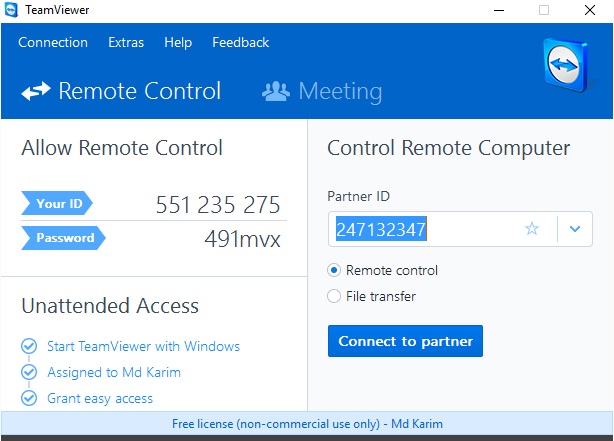 TeamViewer
Connection Extras Help Feedback
Remote Control Meeting
Allow Remote Control
Your ID 551 235 275
Password 491mvx
Unattended Access
Start TeamViewer with Windows
Assigned to Md Karim
Grant easy access
Control Remote Computer
Partner ID
247132347
Remote control
File transfer
Connect to partner
Free license (non-commercial use only) - Md Karim